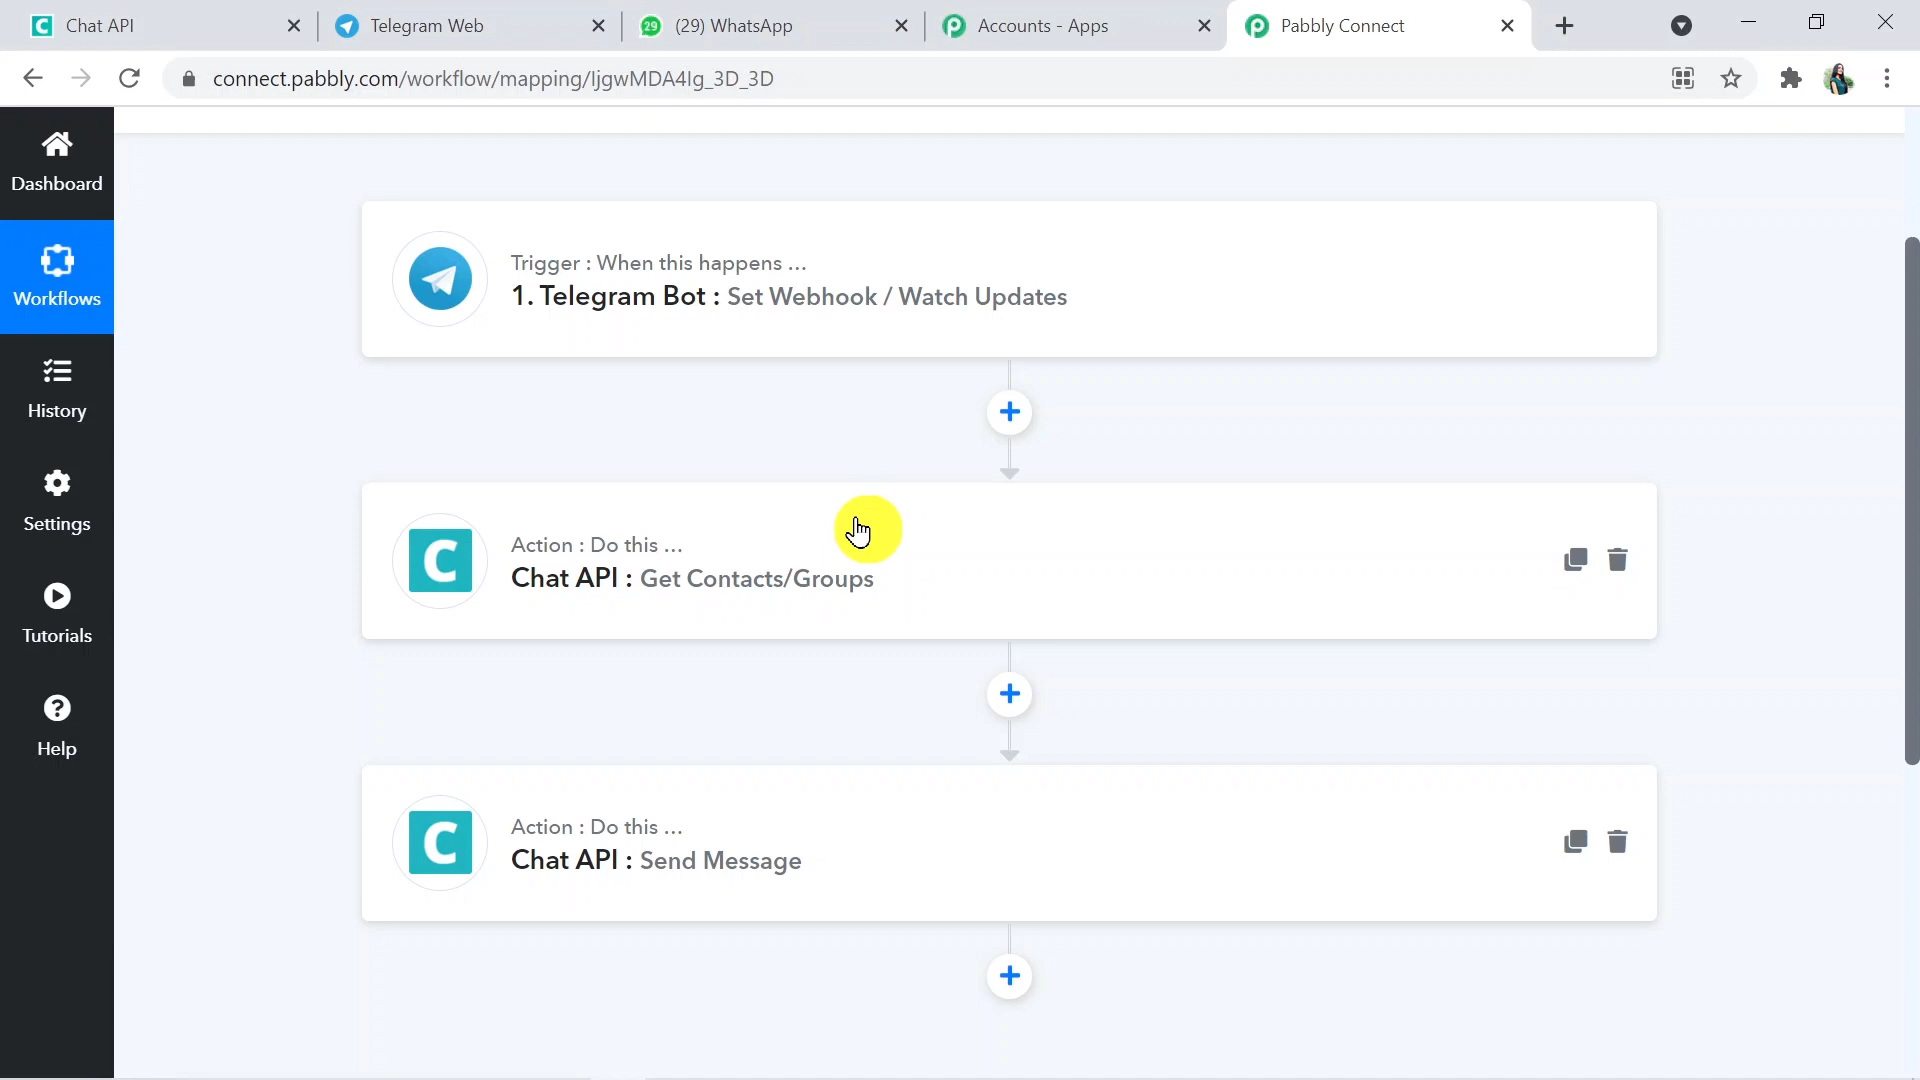 Chat API
Telegram Web
29
(29) WhatsApp
Accounts - Apps
Pabbly Connect
connect.pabbly.com/workflow/mapping/IjgwMDA4Ig_3D_3D
Dashboard
Workflows
History
Settings
Tutorials
Help
Trigger : When this happens ...
1. Telegram Bot : Set Webhook / Watch Updates
C
Action : Do this ...
Chat API : Get Contacts/Groups
C
Action : Do this ...
Chat API : Send Message